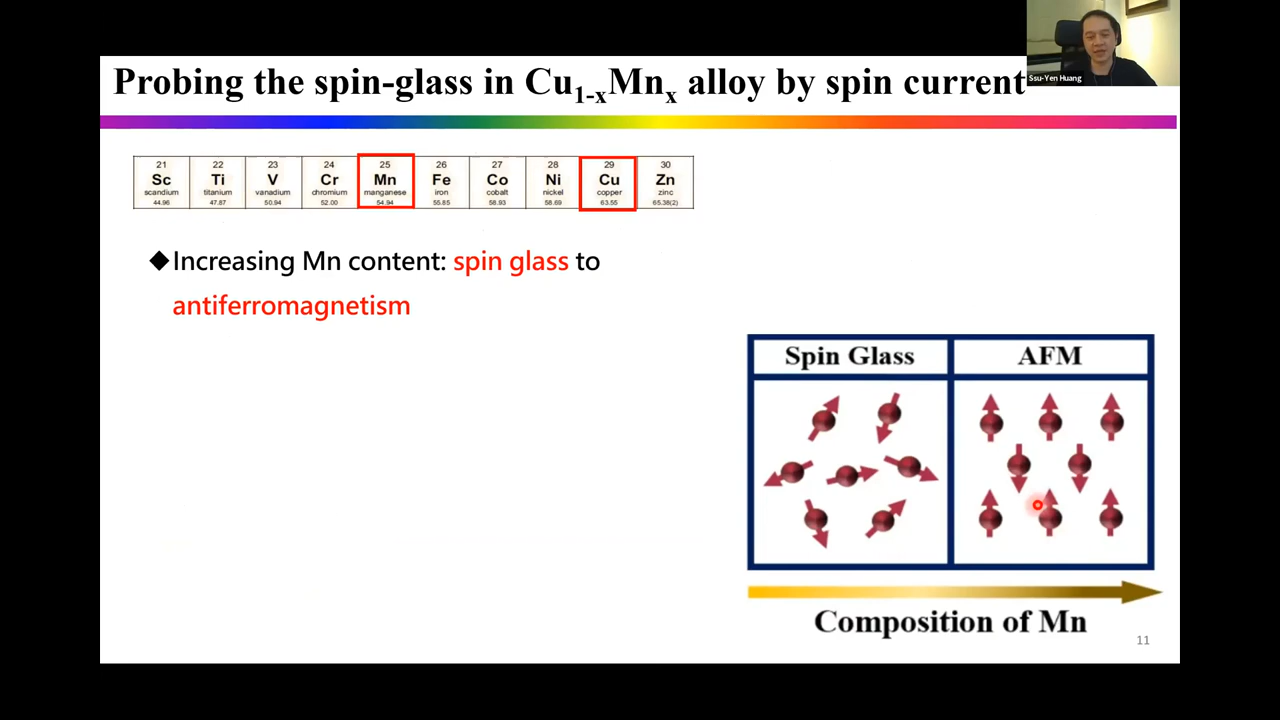 Probing the spin-glass in Cu1-xMnx alloy by spin current
Ssu-Yen Huang
21 22 23 24 25 26 27 28 29 30
Sc Ti V Cr Mn Fe Co Ni Cu Zn
scandium titanium vanadium chromium manganese iron cobalt nickel copper zinc
44.96 47.87 50.94 52.00 54.94 55.85 58.93 58.69 63.55 65.38(2)
◆Increasing Mn content: spin glass to
antiferromagnetism
Spin Glass AFM
Composition of Mn
11